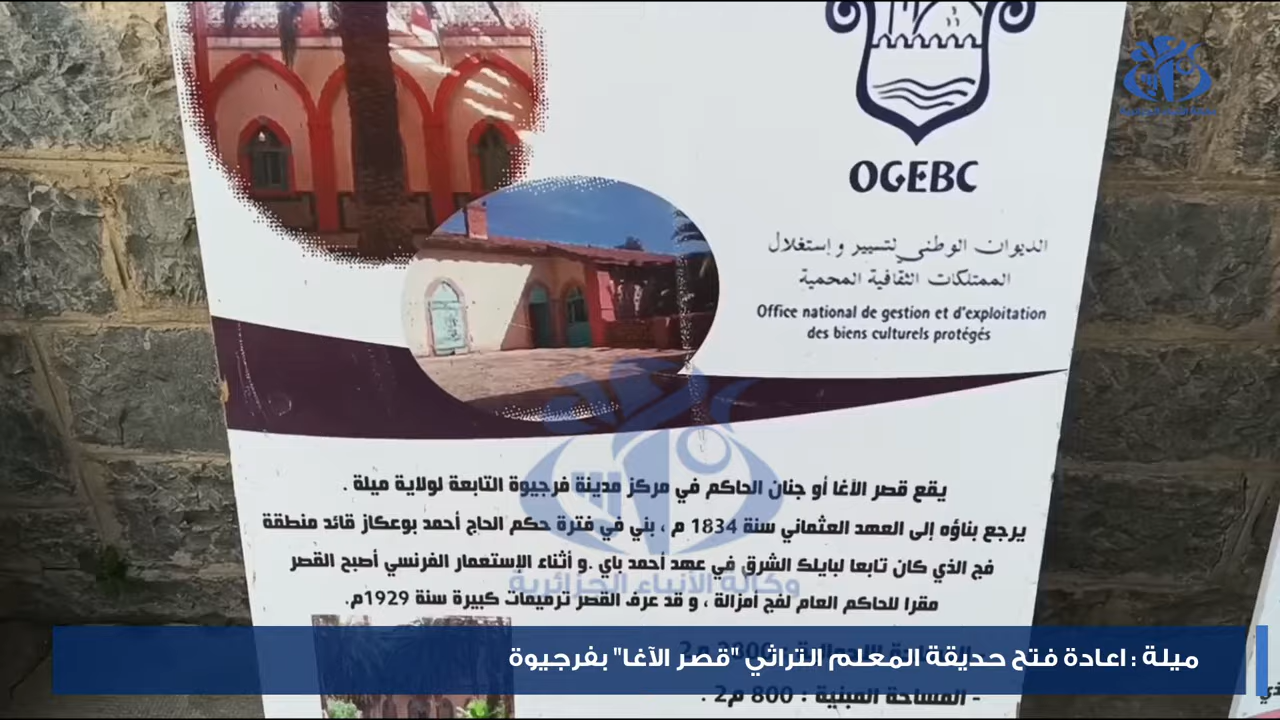 OGEBC
الديوان الوطني لتسيير و إستغلال
الممتلكات الثقافية المحمية
Office national de gestion et d'exploitation
des biens culturels protégés
يقع قصر الأغا أو جنان الحاكم في مركز مدينة فرجيوة التابعة لولاية ميلة .
يرجع بناؤه إلى العهد العثماني سنة 1834 م ، بني في فترة حكم الحاج أحمد بوعكاز قائد منطقة
فج الذي كان تابعا لبايلك الشرق في عهد أحمد باي .و أثناء الإستعمار الفرنسي أصبح القصر
مقرا للحاكم العام لفج أمزالة ، و قد عرف القصر ترميمات كبيرة سنة 1929م.
وكالة الأنباء الجزائرية
ميلة : اعادة فتح حديقة المعلم التراثي "قصر الآغا" بفرجيوة
- المساحة المبنية : 800 م2 .